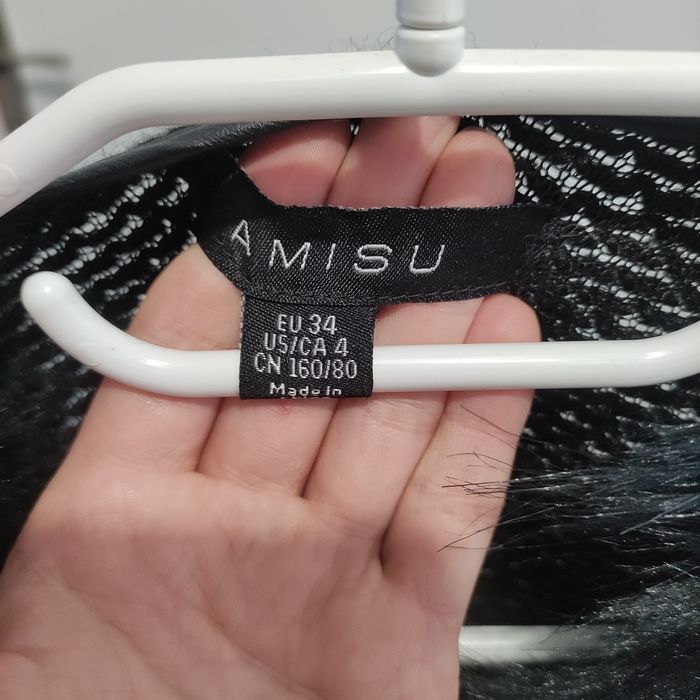 AMISU
EU 34
US/CA 4
CN 160/80
Made in